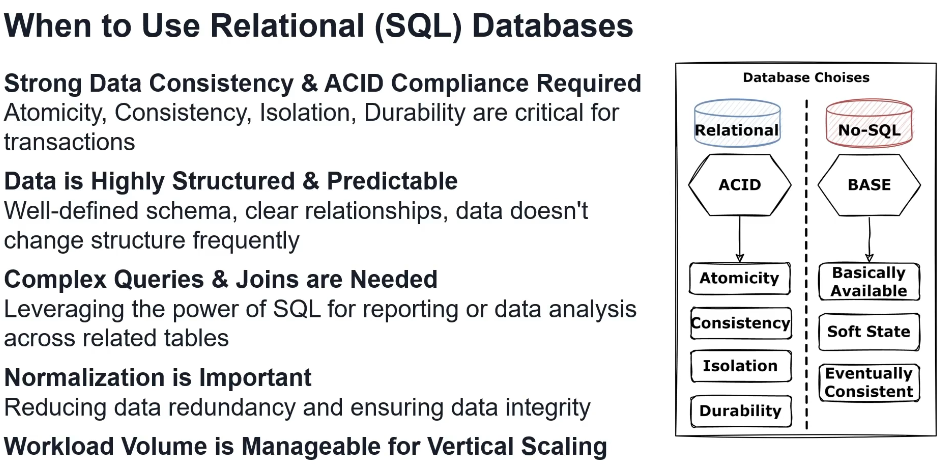 When to Use Relational (SQL) Databases
Strong Data Consistency & ACID Compliance Required
Atomicity, Consistency, Isolation, Durability are critical for
transactions
Data is Highly Structured & Predictable
Well-defined schema, clear relationships, data doesn't
change structure frequently
Complex Queries & Joins are Needed
Leveraging the power of SQL for reporting or data analysis
across related tables
Normalization is Important
Reducing data redundancy and ensuring data integrity
Workload Volume is Manageable for Vertical Scaling
Database Choises
Relational
ACID
Atomicity
Consistency
Isolation
Durability
No-SQL
BASE
Basically
Available
Soft State
Eventually
Consistent